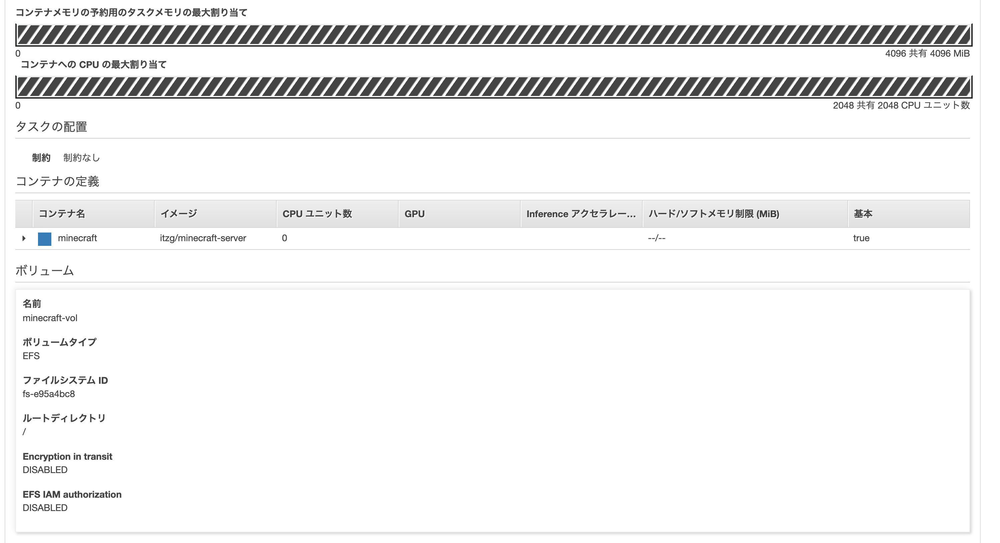 コンテナメモリの予約用のタスクメモリの最大割り当て
0
4096 共有 4096 MiB
コンテナへの CPU の最大割り当て
0
2048 共有 2048 CPU ユニット数
タスクの配置
制約 制約なし
コンテナの定義
コンテナ名 イメージ CPU ユニット数 GPU Inference アクセラレー... ハード/ソフトメモリ制限 (MiB) 基本
minecraft itzg/minecraft-server 0 --/-- true
ボリューム
名前
minecraft-vol
ボリュームタイプ
EFS
ファイルシステム ID
fs-e95a4bc8
ルートディレクトリ
/
Encryption in transit
DISABLED
EFS IAM authorization
DISABLED